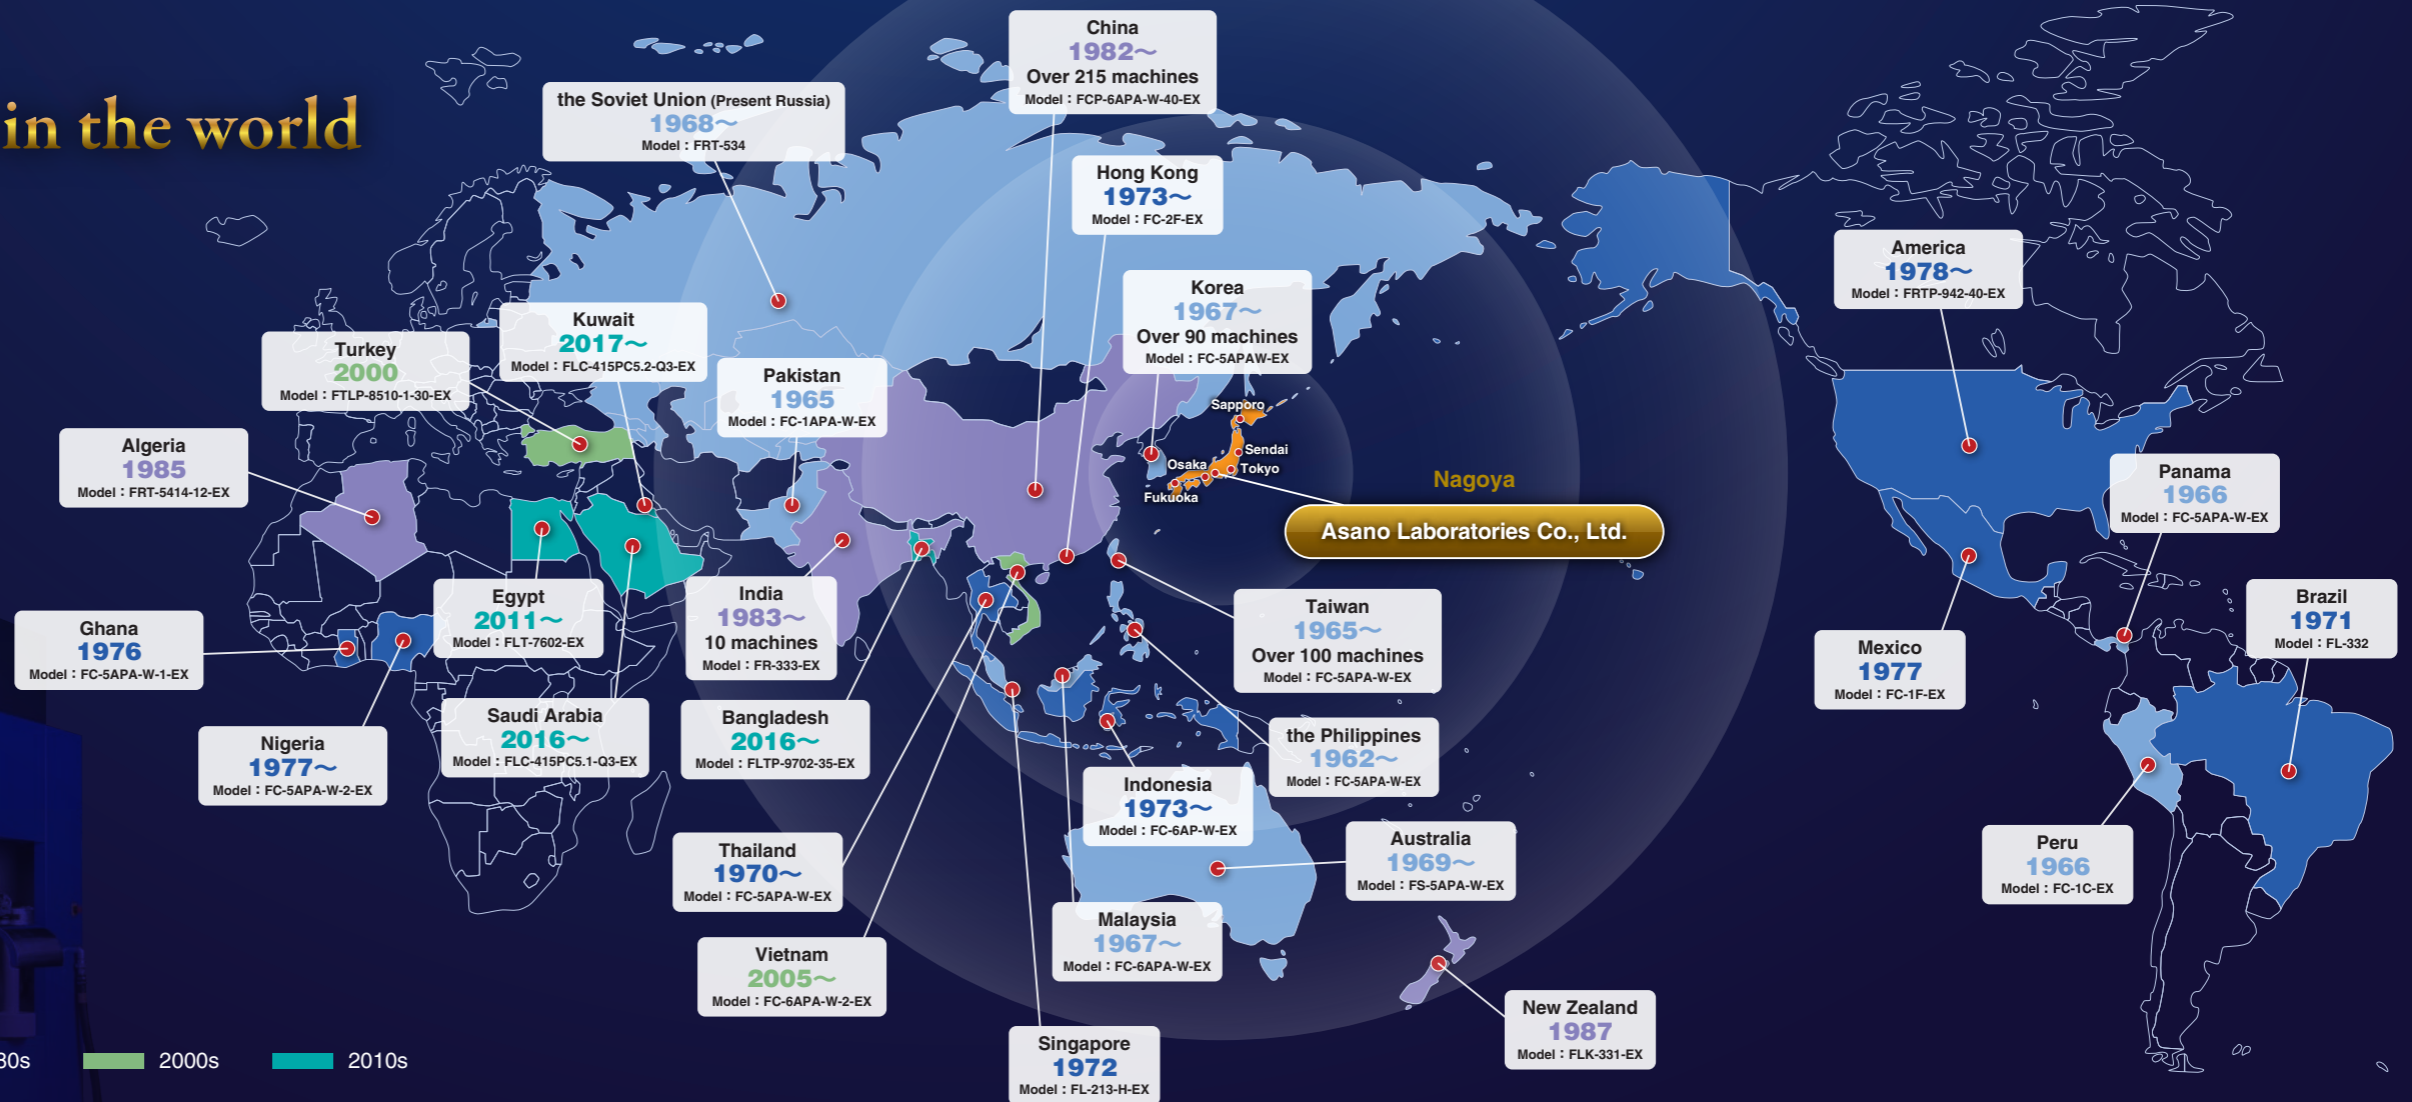 in the world
China
1982～
Over 215 machines
Model：FCP-6APA-W-40-EX
the Soviet Union (Present Russia)
1968～
Model：FRT-534
Hong Kong
1973～
Model：FC-2F-EX
America
1978～
Model：FRTP-942-40-EX
Korea
1967～
Over 90 machines
Model：FC-5APAW-EX
Kuwait
2017～
Model：FLC-415PC5.2-Q3-EX
Turkey
2000
Model：FTLP-8510-1-30-EX
Pakistan
1965
Model：FC-1APA-W-EX
Sapporo
Sendai
Osaka
Tokyo
Fukuoka
Nagoya
Asano Laboratories Co., Ltd.
Algeria
1985
Model：FRT-5414-12-EX
Panama
1966
Model：FC-5APA-W-EX
Egypt
2011～
Model：FLT-7602-EX
India
1983～
10 machines
Model：FR-333-EX
Taiwan
1965～
Over 100 machines
Model：FC-5APA-W-EX
Brazil
1971
Model：FL-332
Ghana
1976
Model：FC-5APA-W-1-EX
Mexico
1977
Model：FC-1F-EX
Saudi Arabia
2016～
Model：FLC-415PC5.1-Q3-EX
Bangladesh
2016～
Model：FLTP-9702-35-EX
the Philippines
1962～
Model：FC-5APA-W-EX
Nigeria
1977～
Model：FC-5APA-W-2-EX
Indonesia
1973～
Model：FC-6AP-W-EX
Thailand
1970～
Model：FC-5APA-W-EX
Australia
1969～
Model：FS-5APA-W-EX
Peru
1966
Model：FC-1C-EX
Malaysia
1967～
Model：FC-6APA-W-EX
Vietnam
2005～
Model：FC-6APA-W-2-EX
New Zealand
1987
Model：FLK-331-EX
Singapore
1972
Model：FL-213-H-EX
80s
2000s
2010s